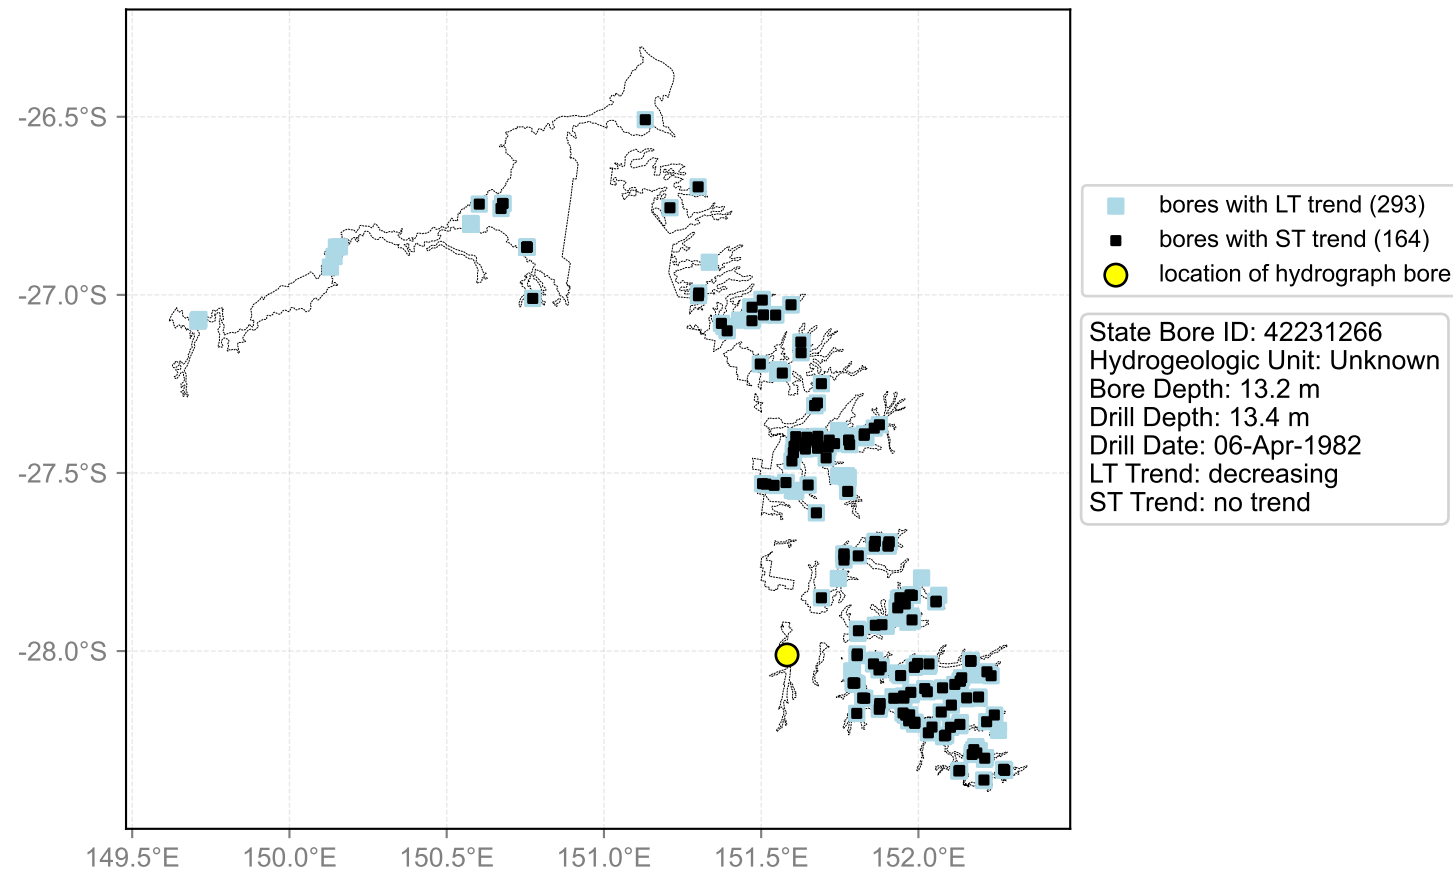 -26.5°S
-27.0°S
-27.5°S
-28.0°S
149.5°E 150.0°E 150.5°E 151.0°E 151.5°E 152.0°E
bores with LT trend (293)
bores with ST trend (164)
location of hydrograph bore
State Bore ID: 42231266
Hydrogeologic Unit: Unknown
Bore Depth: 13.2 m
Drill Depth: 13.4 m
Drill Date: 06-Apr-1982
LT Trend: decreasing
ST Trend: no trend